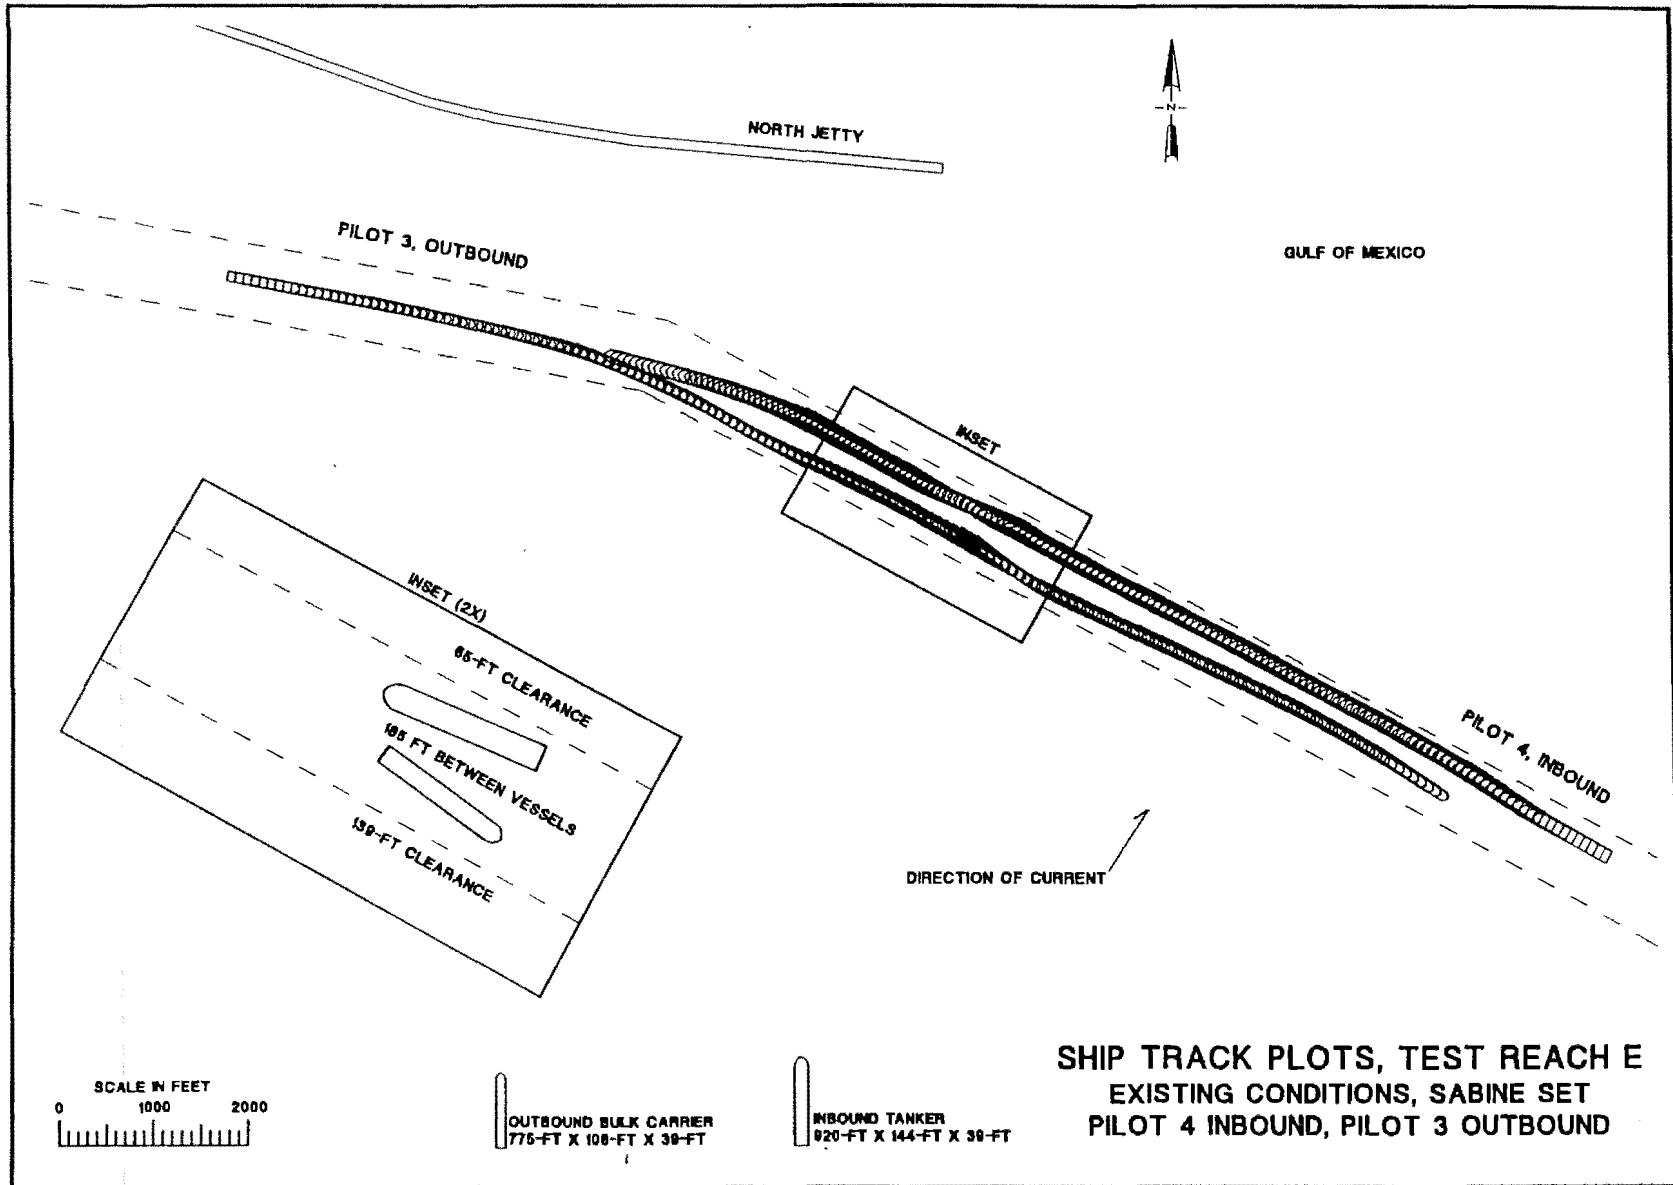 NORTH JETTY
N
PILOT 3, OUTBOUND
GULF OF MEXICO
INSET
INSET (2X)
65-FT CLEARANCE
185 FT BETWEEN VESSELS
139-FT CLEARANCE
PILOT 4, INBOUND
DIRECTION OF CURRENT
SCALE IN FEET
0 1000 2000
OUTBOUND BULK CARRIER
775-FT X 106-FT X 39-FT
INBOUND TANKER
920-FT X 144-FT X 39-FT
SHIP TRACK PLOTS, TEST REACH E
EXISTING CONDITIONS, SABINE SET
PILOT 4 INBOUND, PILOT 3 OUTBOUND